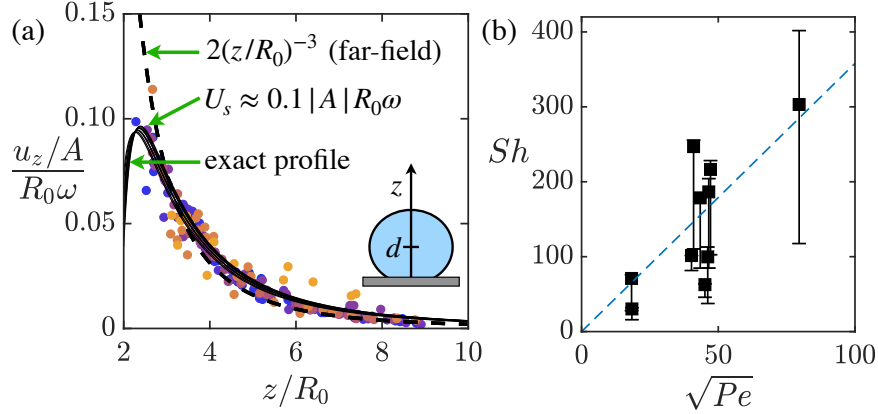 (a)
0.15
0.10
0.05
0
u_z/A
R_0ω
2(z/R_0)^{-3} (far-field)
U_s ≈ 0.1|A|R_0ω
exact profile
z
d
2 4 6 8 10
z/R_0
(b)
400
300
200
100
0
Sh
0 50 100
√Pe